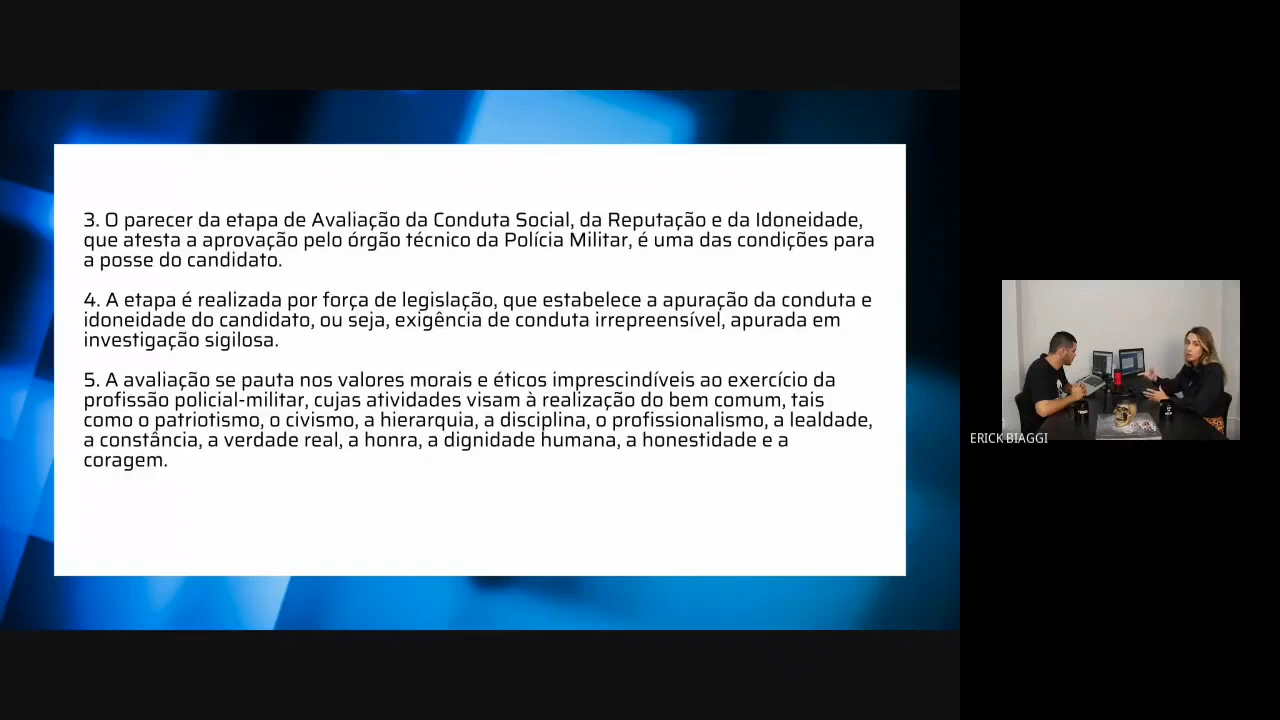 3. O parecer da etapa de Avaliação da Conduta Social, da Reputação e da Idoneidade,
que atesta a aprovação pelo órgão técnico da Polícia Militar, é uma das condições para
a posse do candidato.
4. A etapa é realizada por força de legislação, que estabelece a apuração da conduta e
idoneidade do candidato, ou seja, exigência de conduta irrepreensível, apurada em
investigação sigilosa.
5. A avaliação se pauta nos valores morais e éticos imprescindíveis ao exercício da
profissão policial-militar, cujas atividades visam à realização do bem comum, tais
como o patriotismo, o civismo, a hierarquia, a disciplina, o profissionalismo, a lealdade,
a constância, a verdade real, a honra, a dignidade humana, a honestidade e a
coragem.
ERICK BIAGGI